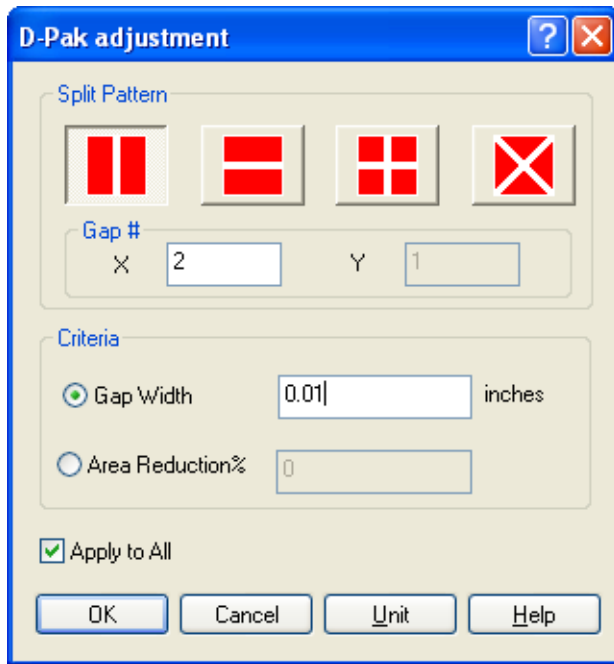 D-Pak adjustment
Split Pattern
Gap #
X 2 Y 1
Criteria
Gap Width 0.01 inches
Area Reduction% 0
Apply to All
OK Cancel Unit Help